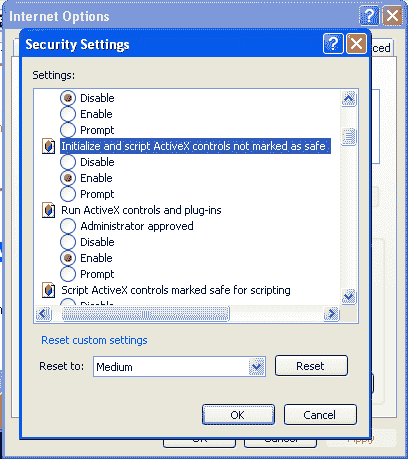 Internet Options
Security Settings
Settings:
Disable
Enable
Prompt
Initialize and script ActiveX controls not marked as safe
Disable
Enable
Prompt
Run ActiveX controls and plug-ins
Administrator approved
Disable
Enable
Prompt
Script ActiveX controls marked safe for scripting
Disable
Reset custom settings
Reset to:
Medium
Reset
OK
Cancel
OK
Cancel
Apply